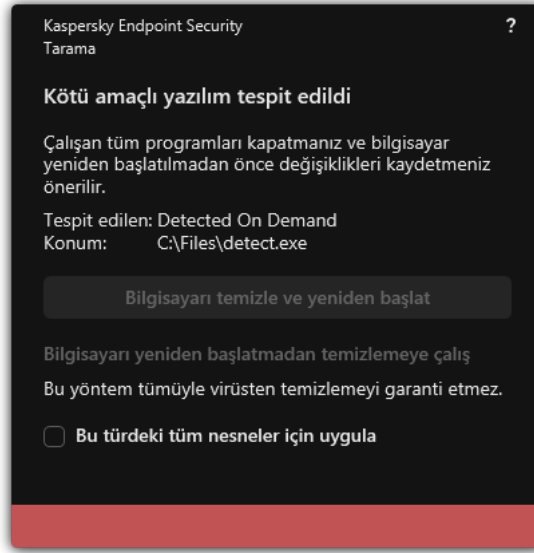 Kaspersky Endpoint Security ?
Tarama
Kötü amaçlı yazılım tespit edildi
Çalışan tüm programları kapatmanız ve bilgisayar
yeniden başlatılmadan önce değişiklikleri kaydetmeniz
önerilir.
Tespit edilen: Detected On Demand
Konum: C:\Files\detect.exe
Bilgisayarı temizle ve yeniden başlat
Bilgisayarı yeniden başlatmadan temizlemeye çalış
Bu yöntem tümüyle virüsten temizlemeyi garanti etmez.
Bu türdeki tüm nesneler için uygula